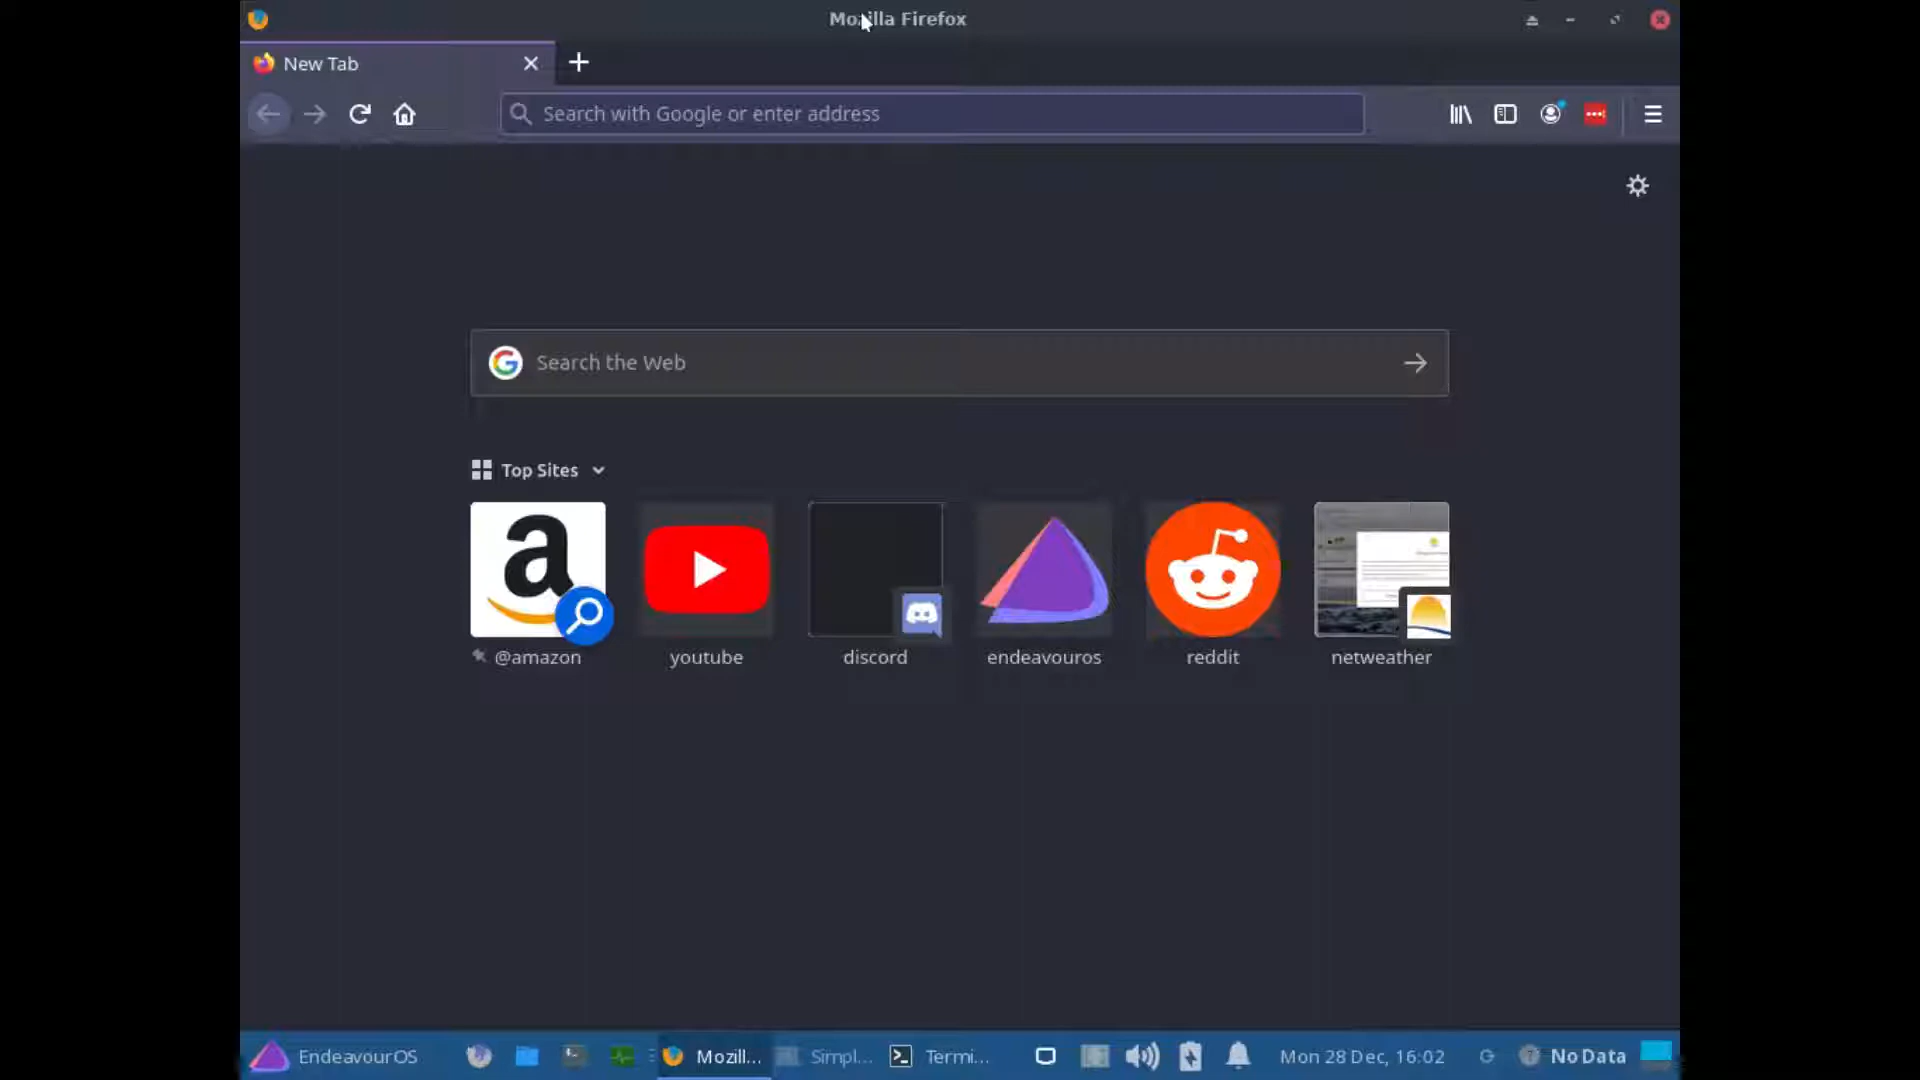 Mozilla Firefox
New Tab
Search with Google or enter address
Search the Web
Top Sites
@amazon
youtube
discord
endeavouros
reddit
netweather
EndeavourOS
Mozill...
Simpl...
Termi...
Mon 28 Dec, 16:02
No Data